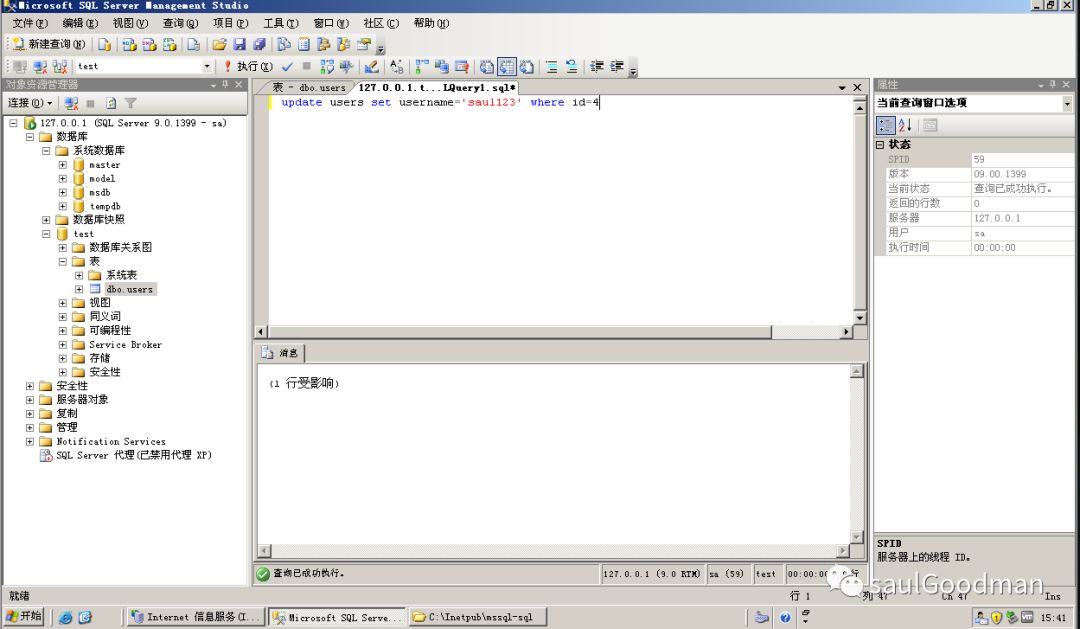 Microsoft SQL Server Management Studio
文件(F) 编辑(E) 视图(V) 查询(Q) 项目(P) 工具(T) 窗口(W) 社区(C) 帮助(H)
新建查询(N)
test 执行(X)
对象资源管理器
连接(O)
127.0.0.1 (SQL Server 9.0.1399 - sa)
数据库
系统数据库
master
model
msdb
tempdb
数据库快照
test
数据库关系图
表
系统表
dbo.users
视图
同义词
可编程性
Service Broker
存储
安全性
安全性
服务器对象
复制
管理
Notification Services
SQL Server 代理(已禁用代理 XP)
表 - dbo.users 127.0.0.1.t...LQuery1.sql*
update users set username='saul123' where id=4
消息
(1 行受影响)
查询已成功执行。 127.0.0.1 (9.0 RTM) sa (59) test 00:00:00 行
属性
当前查询窗口选项
状态
SPID 59
版本 09.00.1399
当前状态 查询已成功执行。
返回的行数 0
服务器 127.0.0.1
用户 sa
执行时间 00:00:00
SPID
服务器上的线程 ID。
saulGoodman
就绪 行 1 列 47 Ch 47 Ins
开始 Internet 信息服务(I... Microsoft SQL Serve... C:\Inetpub\mssql-sql 15:41